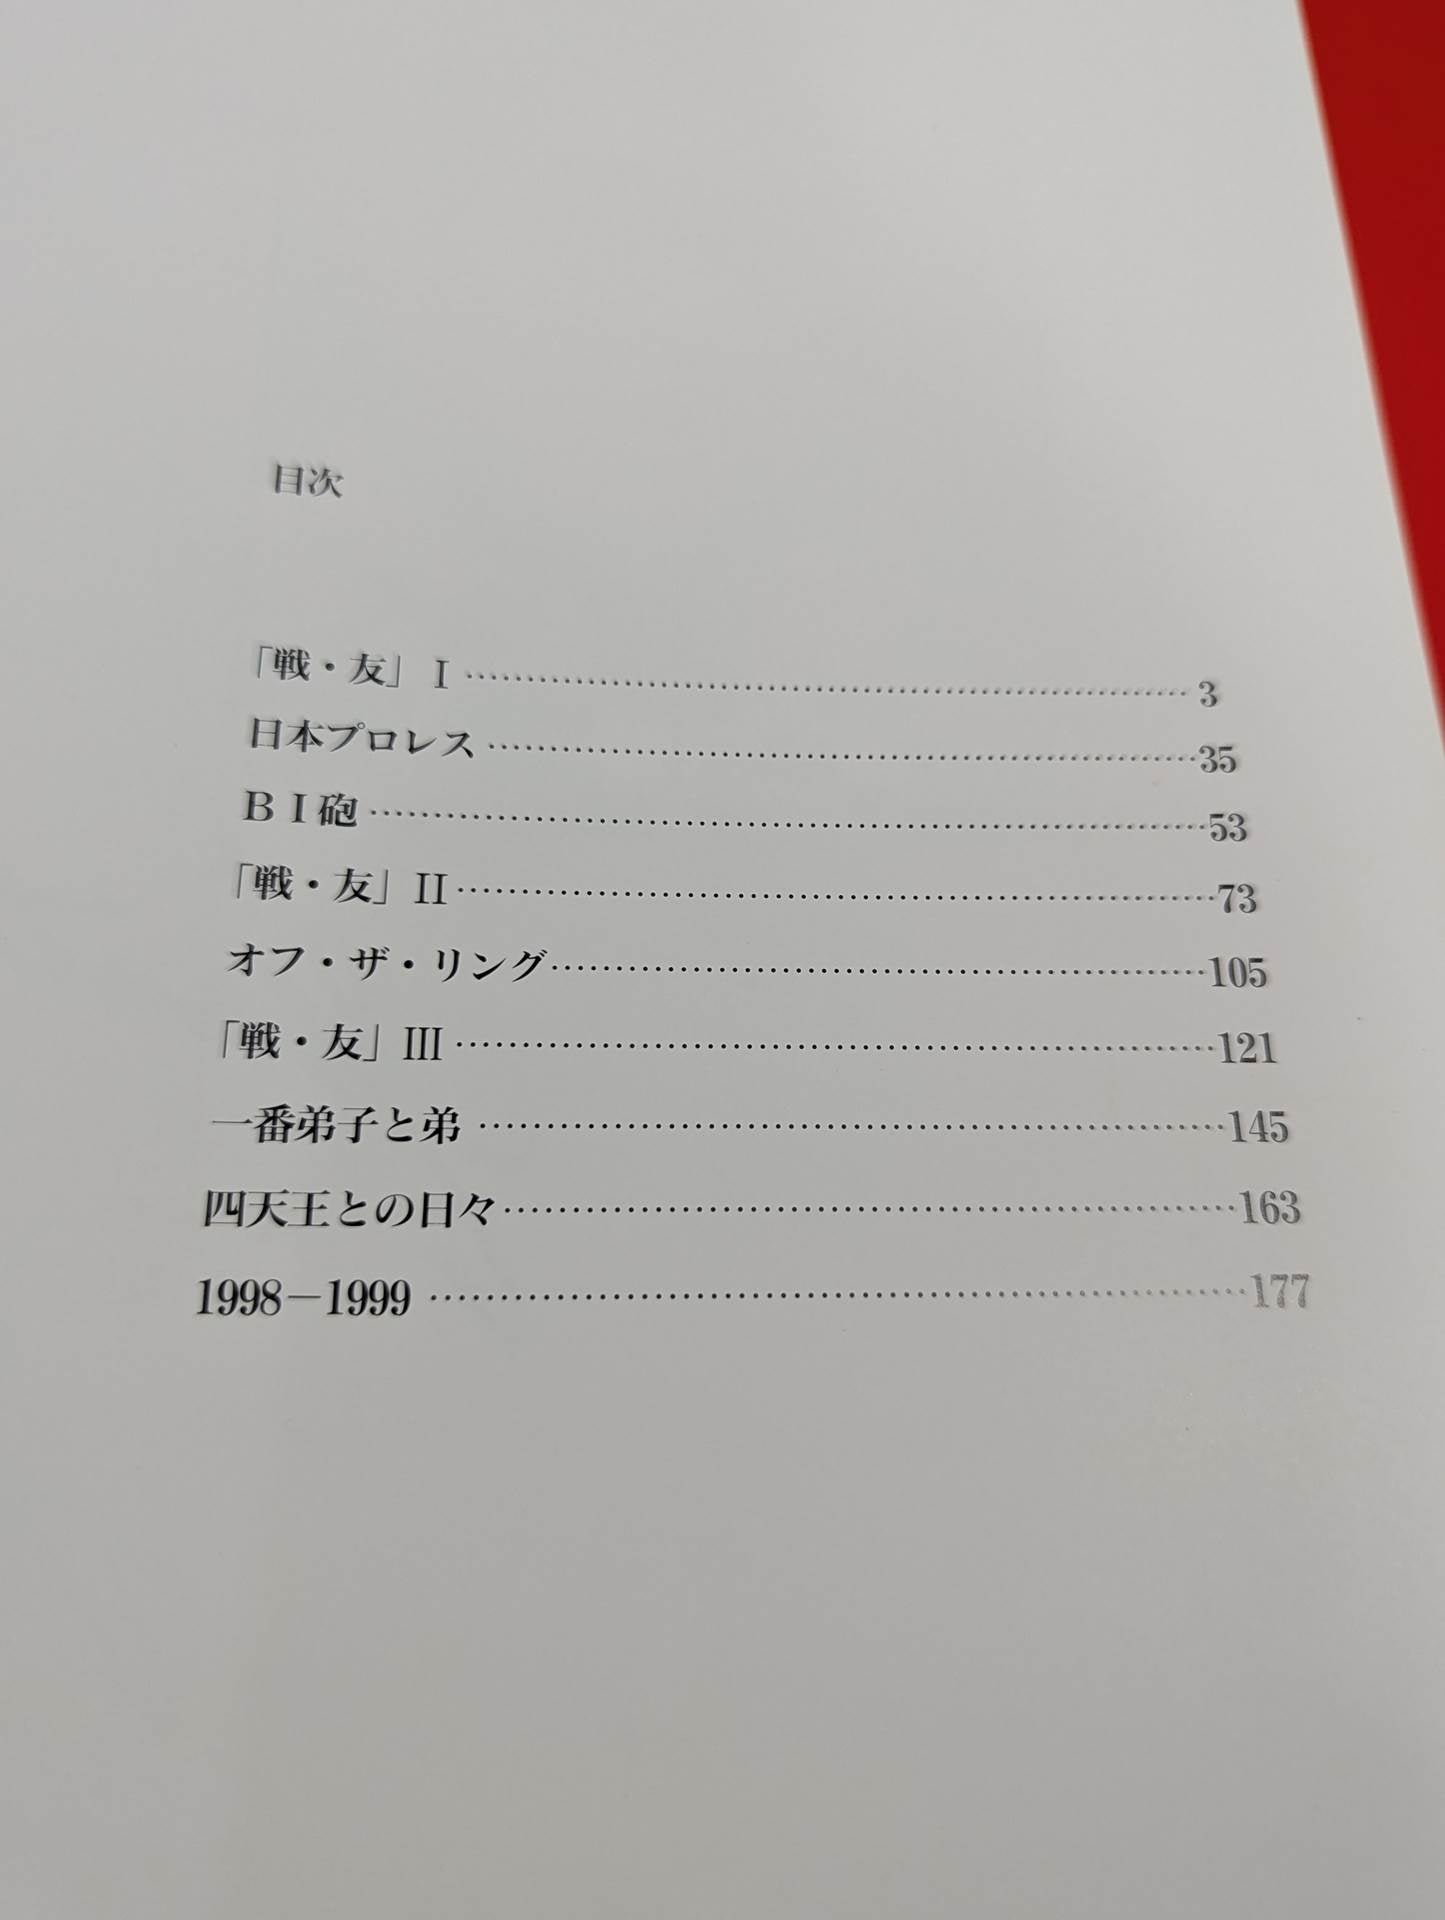 目次
「戦・友」Ⅰ……………………………………………3
日本プロレス……………………………………………35
ＢＩ砲……………………………………………53
「戦・友」Ⅱ……………………………………………73
オフ・ザ・リング……………………………………………105
「戦・友」Ⅲ……………………………………………121
一番弟子と弟……………………………………………145
四天王との日々……………………………………………163
1998－1999……………………………………………177